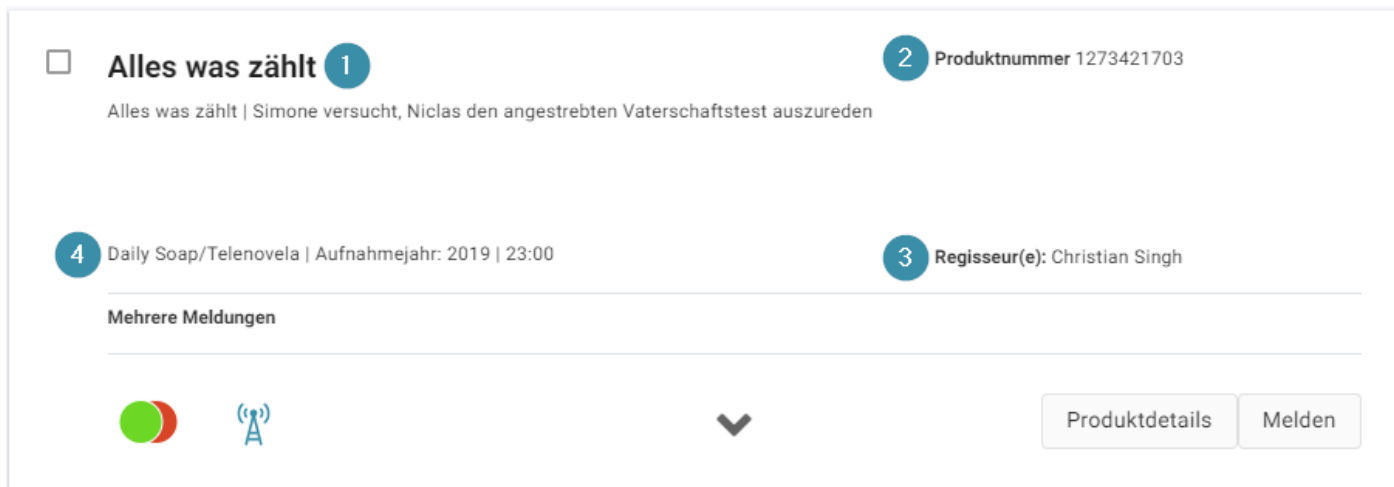 Alles was zählt 1
2 Produktnummer 1273421703
Alles was zählt | Simone versucht, Niclas den angestrebten Vaterschaftstest auszureden
4 Daily Soap/Telenovela | Aufnahmejahr: 2019 | 23:00
3 Regisseur(e): Christian Singh
Mehrere Meldungen
Produktdetails
Melden